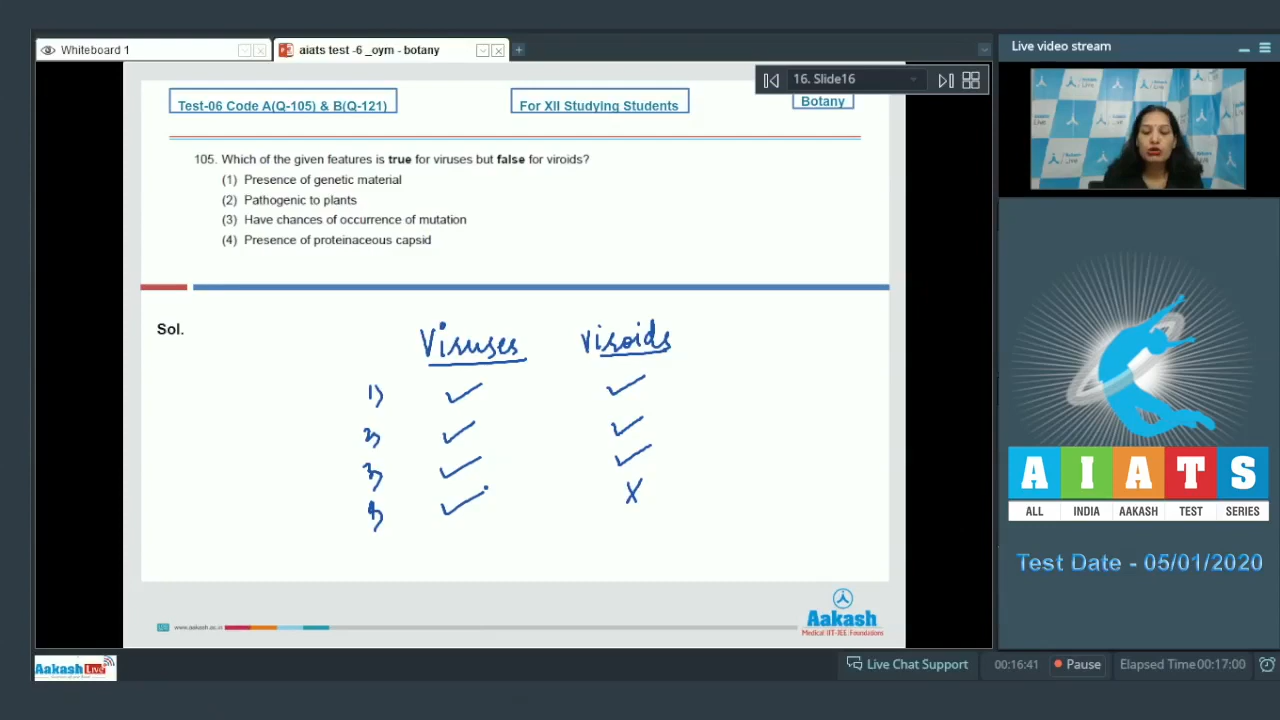 Whiteboard 1
aiats test -6 _oym - botany
Live video stream
16. Slide16
Test-06 Code A(Q-105) & B(Q-121)
For XII Studying Students
Botany
105. Which of the given features is true for viruses but false for viroids?
(1) Presence of genetic material
(2) Pathogenic to plants
(3) Have chances of occurrence of mutation
(4) Presence of proteinaceous capsid
Sol.
Viruses viroids
1) ✓ ✓
2) ✓ ✓
3) ✓ ✓
4) ✓ X
A I A T S
ALL INDIA AAKASH TEST SERIES
Test Date - 05/01/2020
www.aakash.ac.in
Aakash
Medical|IIT-JEE|Foundations
Aakash Live
Live Chat Support
00:16:41
Pause
Elapsed Time 00:17:00